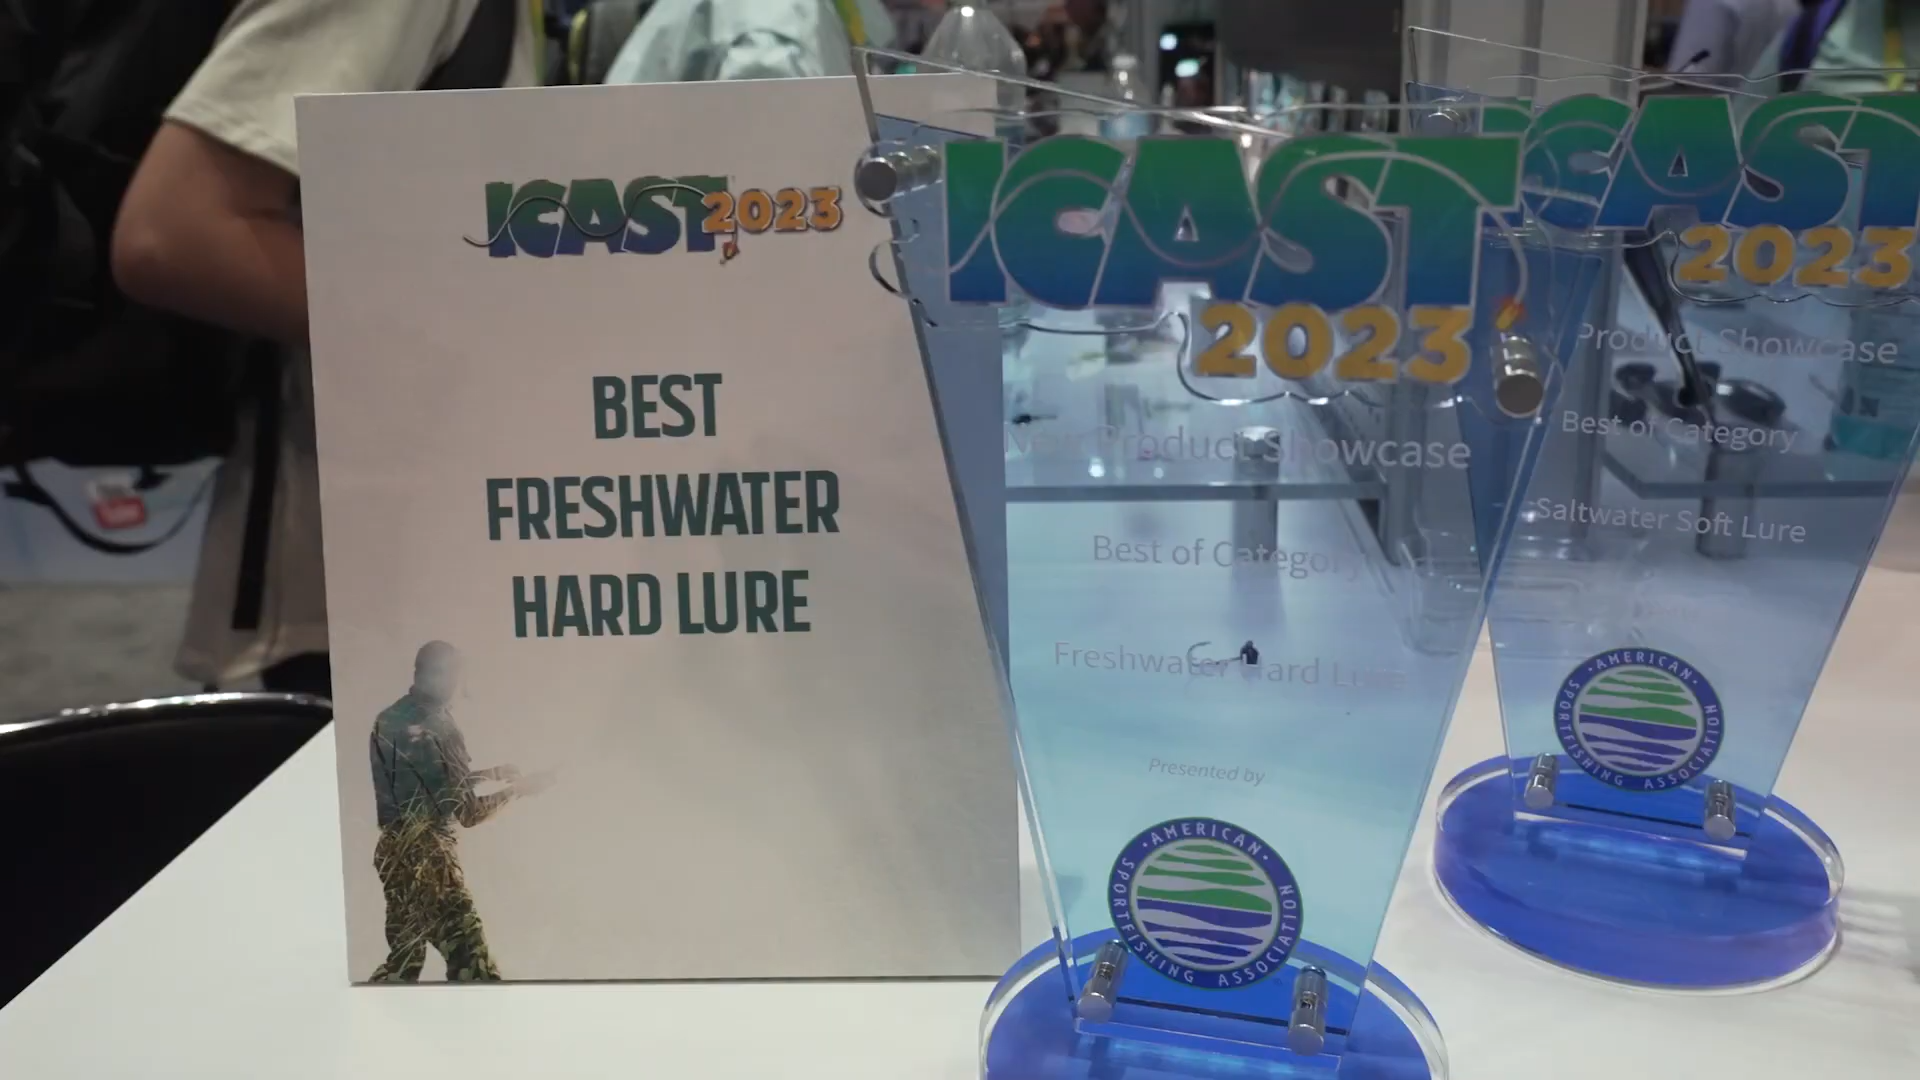 ICAST 2023
BEST
FRESHWATER
HARD LURE
ICAST
2023
New Product Showcase
Best of Category
Freshwater Hard Lure
Presented by
AMERICAN
SPORTFISHING ASSOCIATION
ICAST
2023
Product Showcase
Best of Category
Saltwater Soft Lure
AMERICAN
SPORTFISHING ASSOCIATION